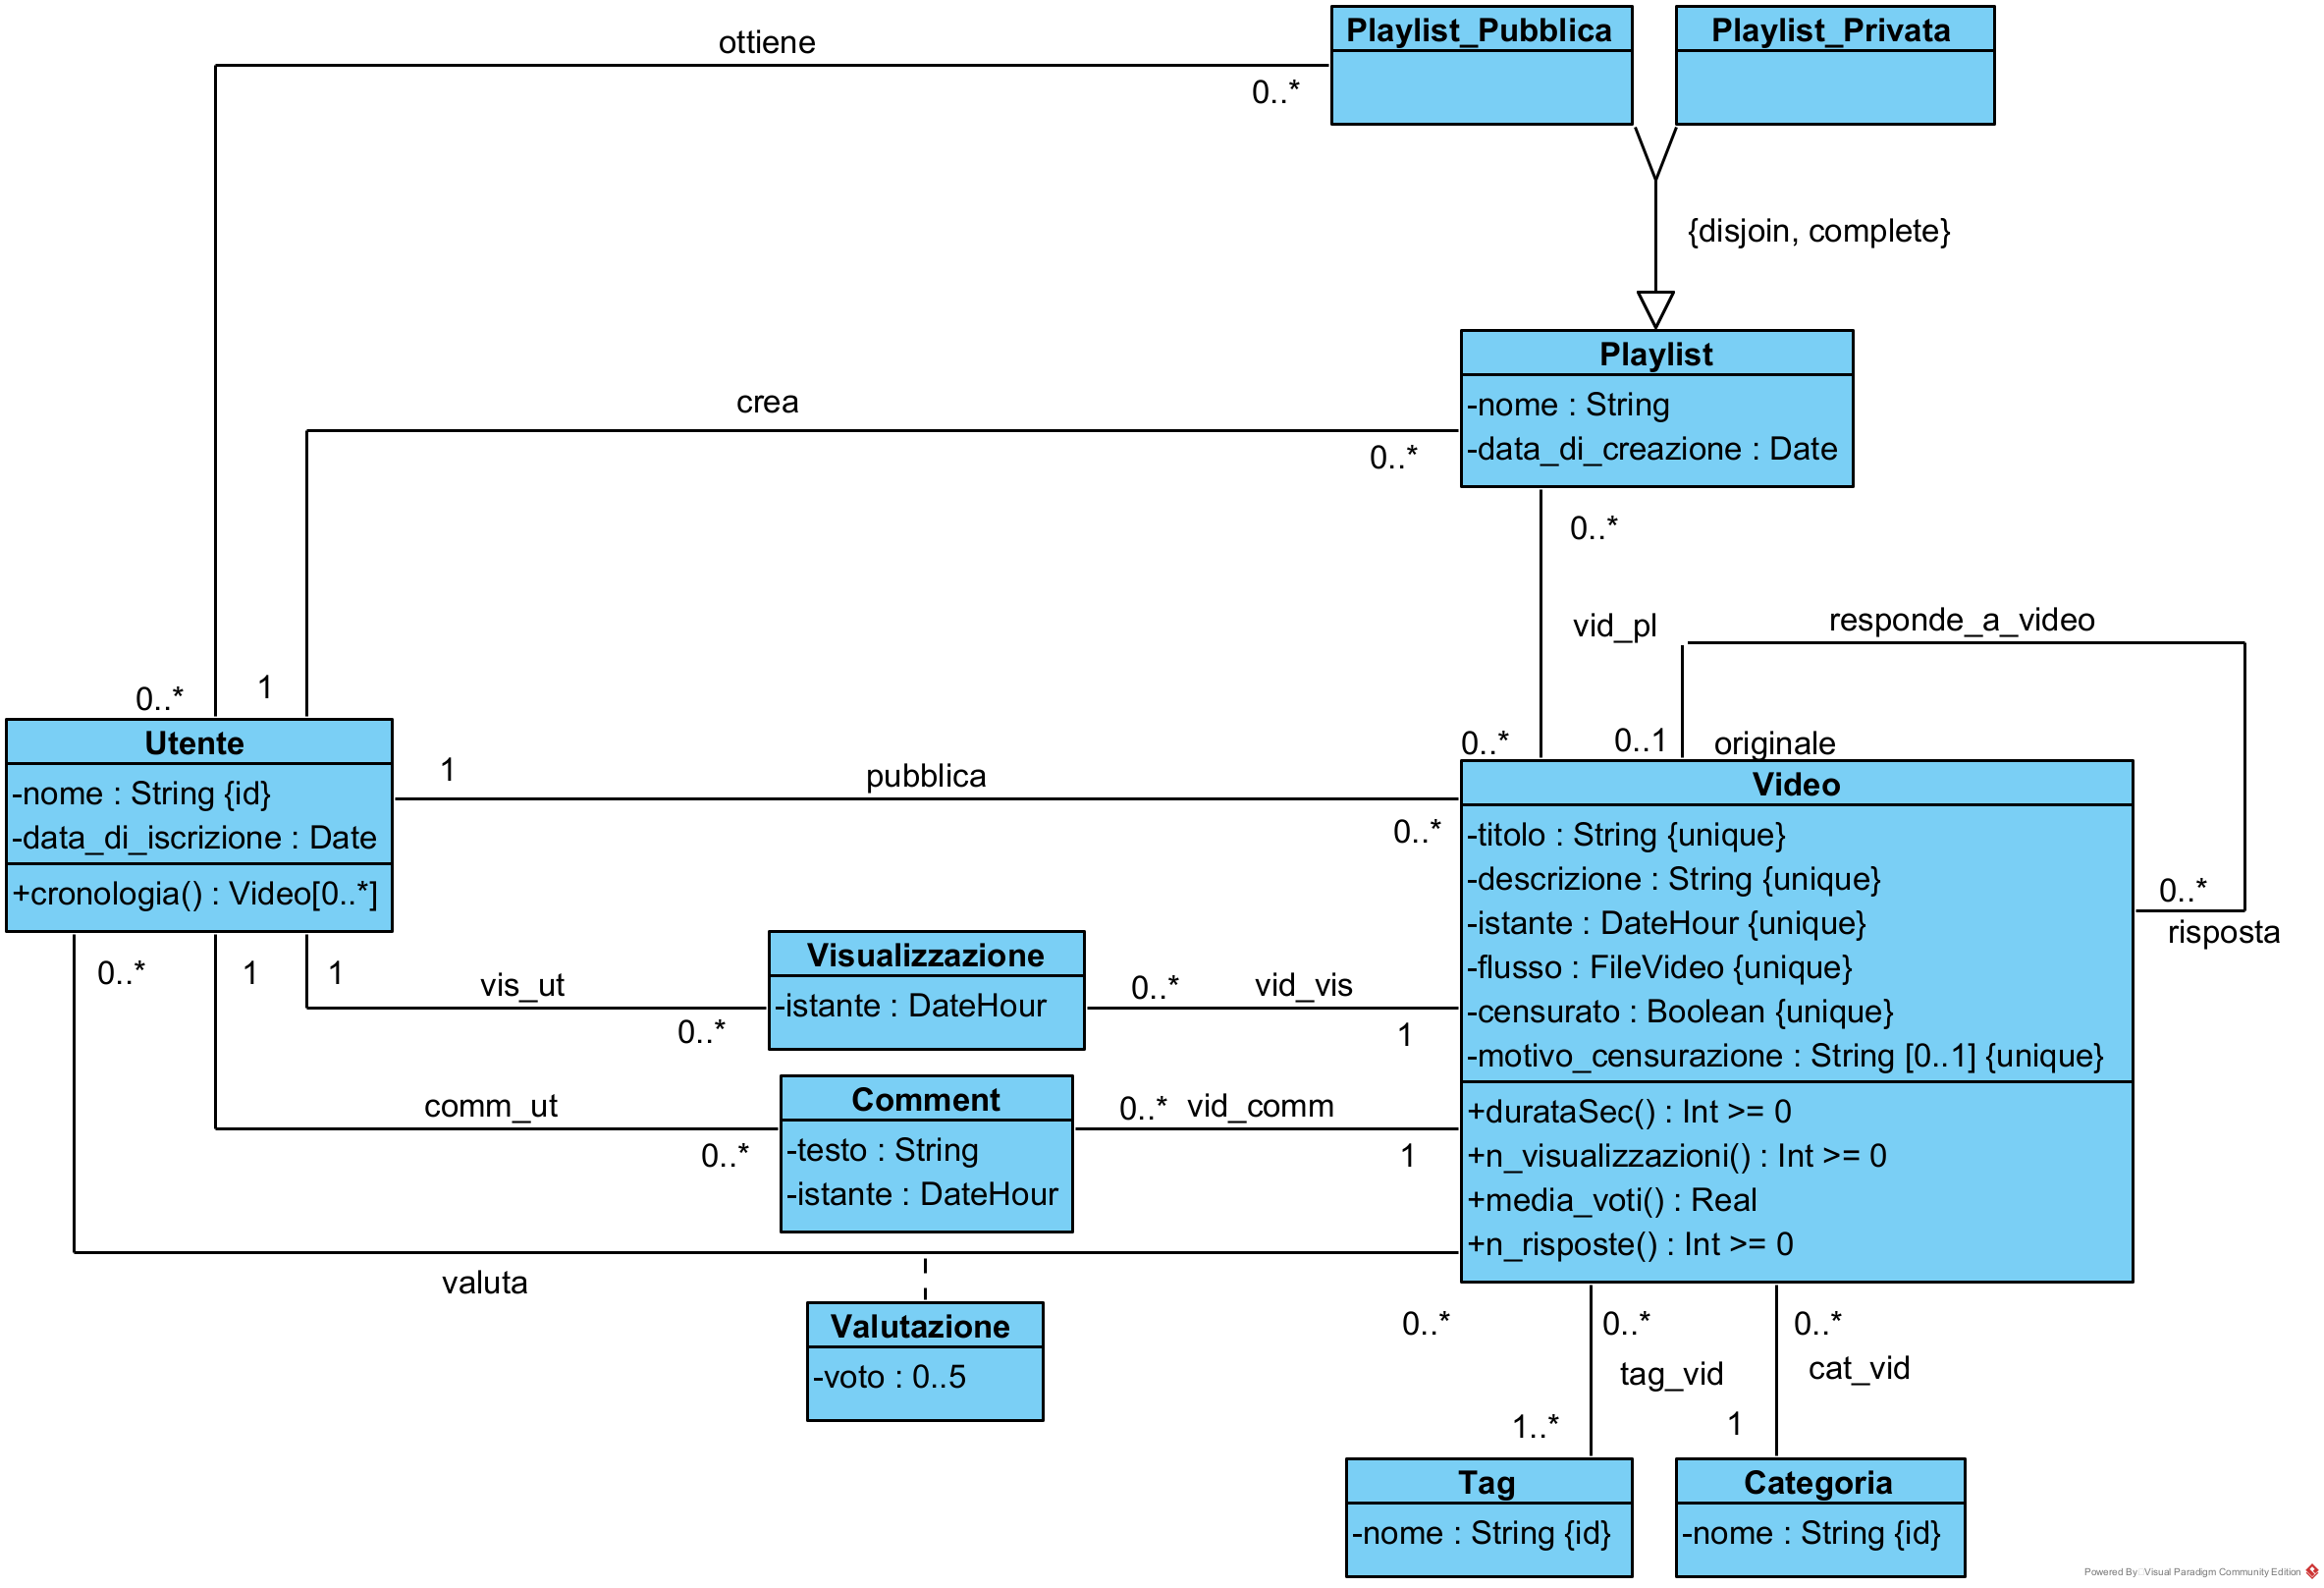 Playlist_Pubblica
Playlist_Privata
ottiene
0..*
{disjoin, complete}
Playlist
-nome : String
-data_di_creazione : Date
crea
0..*
0..*
vid_pl
responde_a_video
0..*
1
0..*
0..1
originale
Utente
-nome : String {id}
-data_di_iscrizione : Date
+cronologia() : Video[0..*]
1
pubblica
0..*
Video
-titolo : String {unique}
-descrizione : String {unique}
-istante : DateHour {unique}
-flusso : FileVideo {unique}
-censurato : Boolean {unique}
-motivo_censurazione : String [0..1] {unique}
+durataSec() : Int >= 0
+n_visualizzazioni() : Int >= 0
+media_voti() : Real
+n_risposte() : Int >= 0
0..*
risposta
0..*
1
1
vis_ut
0..*
Visualizzazione
-istante : DateHour
0..*
vid_vis
1
comm_ut
0..*
Comment
-testo : String
-istante : DateHour
0..*
vid_comm
1
valuta
Valutazione
-voto : 0..5
0..*
0..*
0..*
tag_vid
cat_vid
1..*
1
Tag
-nome : String {id}
Categoria
-nome : String {id}
Powered By Visual Paradigm Community Edition